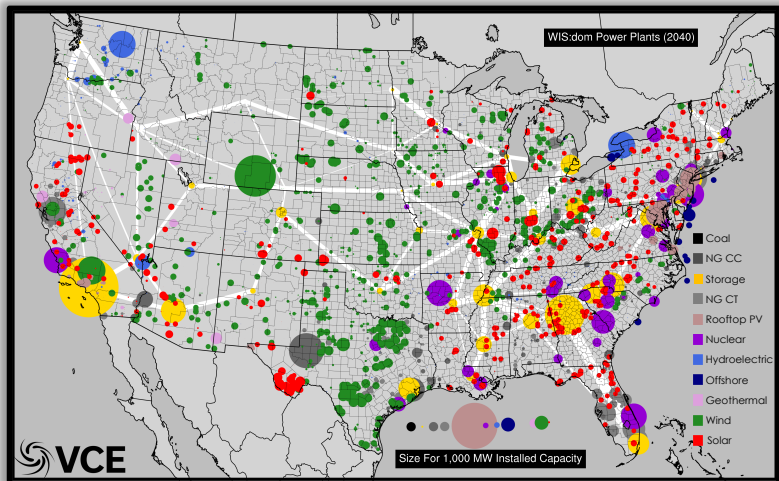 WIS:dom Power Plants (2040)
Coal
NG CC
Storage
NG CT
Rooftop PV
Nuclear
Hydroelectric
Offshore
Geothermal
Wind
Solar
Size For 1,000 MW Installed Capacity
VCE